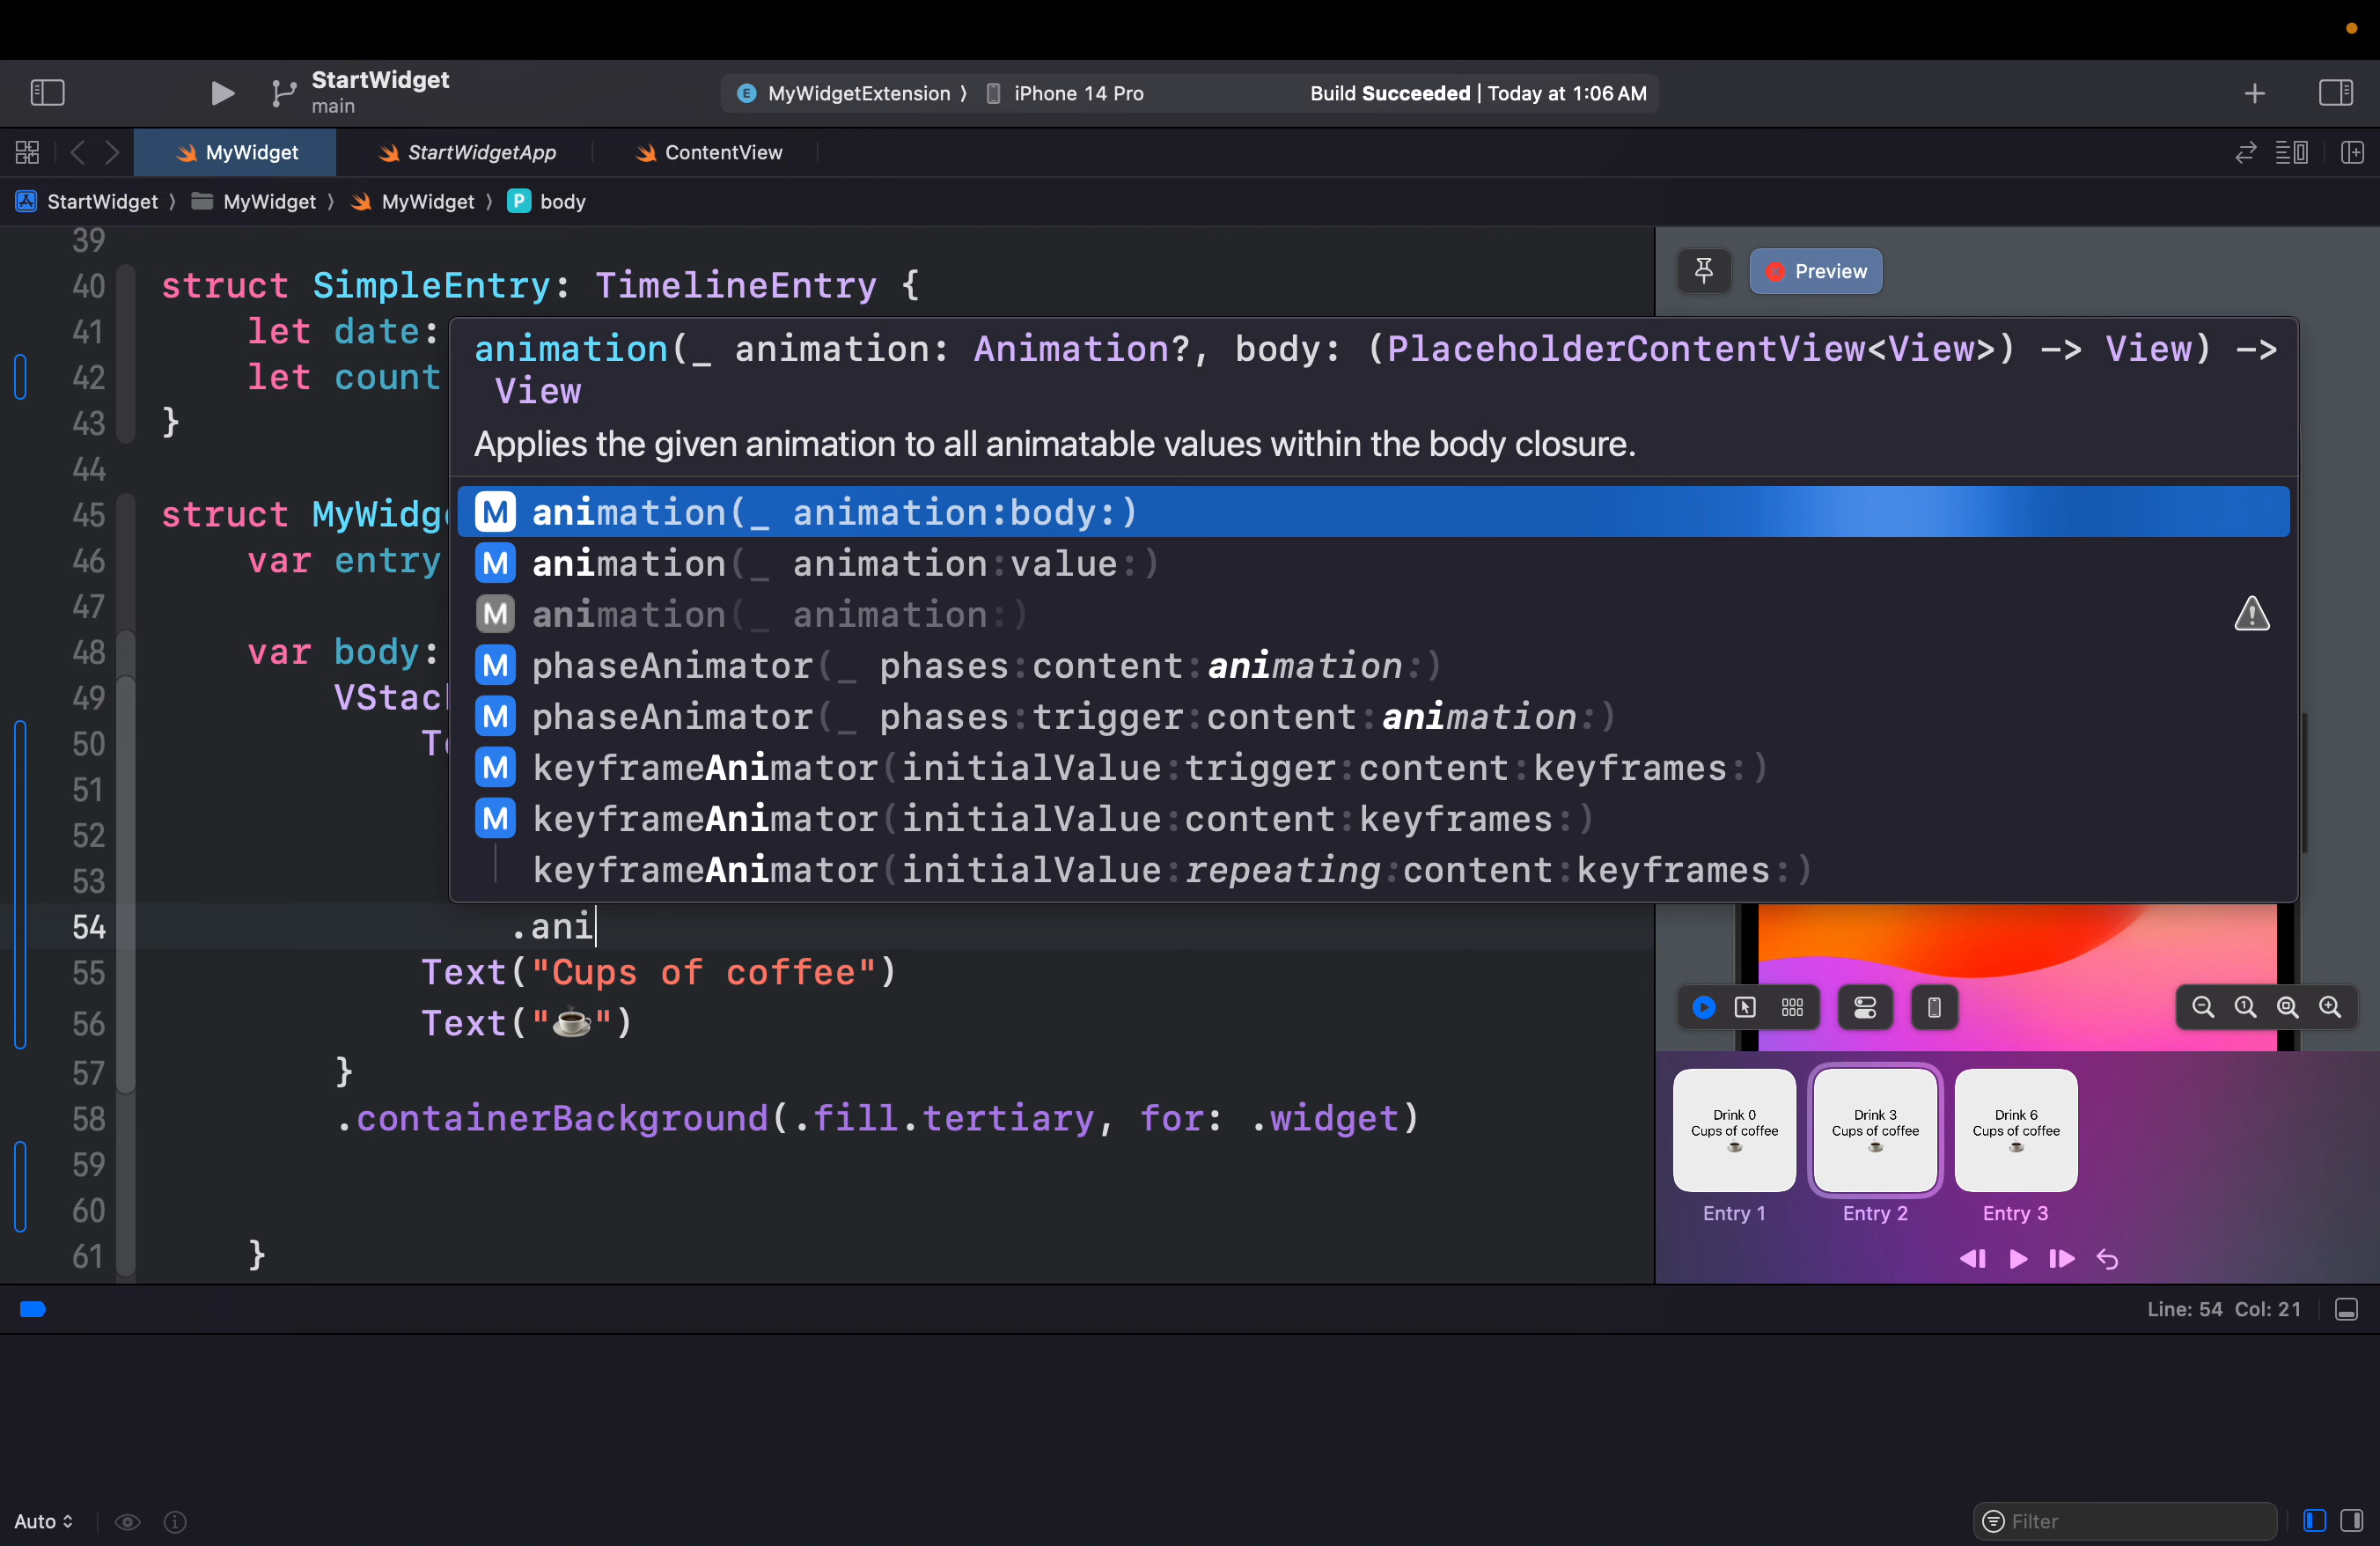 StartWidget
main
E MyWidgetExtension 〉 iPhone 14 Pro Build Succeeded | Today at 1:06 AM
MyWidget StartWidgetApp ContentView
StartWidget 〉 MyWidget 〉 MyWidget 〉 P body
39
40 struct SimpleEntry: TimelineEntry {
41 let date:
42 let count
43 }
44
45 struct MyWidg
46 var entry
47
48 var body:
49 VStac
50 T
51
52
53
54 .ani
55 Text("Cups of coffee")
56 Text("☕️")
57 }
58 .containerBackground(.fill.tertiary, for: .widget)
59
60
61 }
animation(_ animation: Animation?, body: (PlaceholderContentView<View>) -> View) ->
View
Applies the given animation to all animatable values within the body closure.
M animation(_ animation:body:)
M animation(_ animation:value:)
M animation(_ animation:)
M phaseAnimator(_ phases:content:animation:)
M phaseAnimator(_ phases:trigger:content:animation:)
M keyframeAnimator(initialValue:trigger:content:keyframes:)
M keyframeAnimator(initialValue:content:keyframes:)
keyframeAnimator(initialValue:repeating:content:keyframes:)
Preview
Drink 0
Cups of coffee
☕️
Entry 1
Drink 3
Cups of coffee
☕️
Entry 2
Drink 6
Cups of coffee
☕️
Entry 3
Line: 54 Col: 21
Auto
Filter